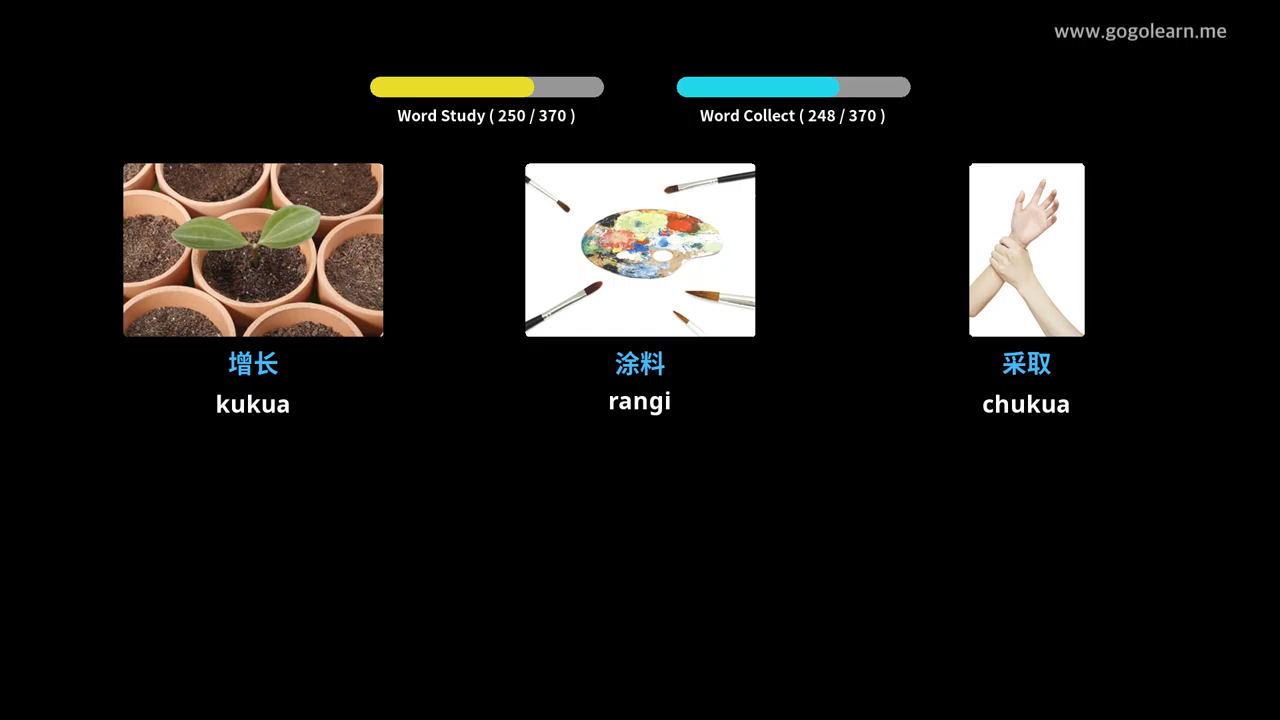 www.gogolearn.me
Word Study ( 250 / 370 )
Word Collect ( 248 / 370 )
增长
涂料
采取
kukua
rangi
chukua